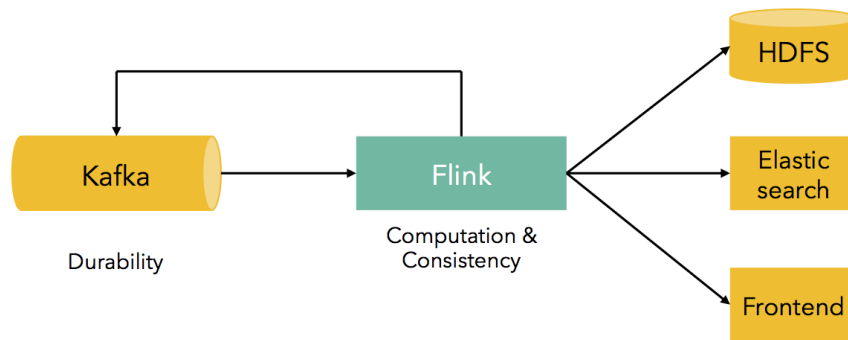 HDFS
Kafka
Flink
Elastic
search
Durability
Computation &
Consistency
Frontend